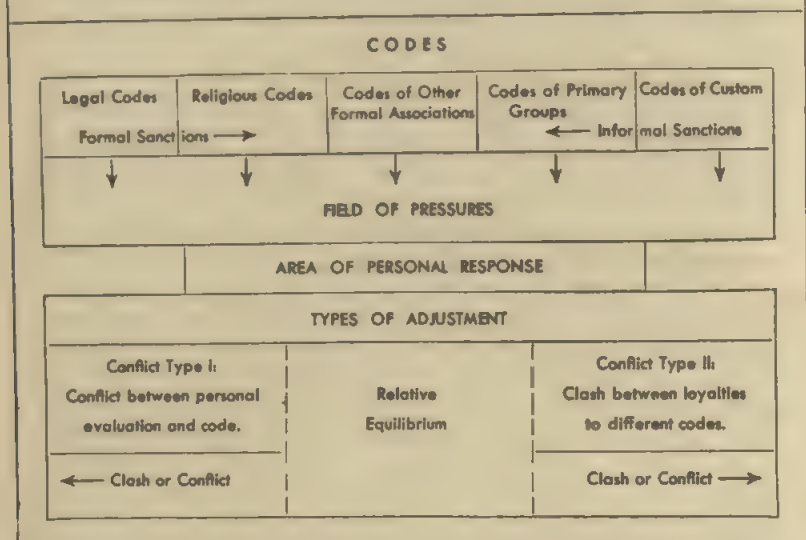 CODES
Legal Codes
Religious Codes
Codes of Other
Formal Associations
Codes of Primary
Groups
Codes of Custom
Formal Sanctions →
← Informal Sanctions
FIELD OF PRESSURES
AREA OF PERSONAL RESPONSE
TYPES OF ADJUSTMENT
Conflict Type I:
Conflict between personal
evaluation and code.
Relative
Equilibrium
Conflict Type II:
Clash between loyalties
to different codes.
← Clash or Conflict
Clash or Conflict →